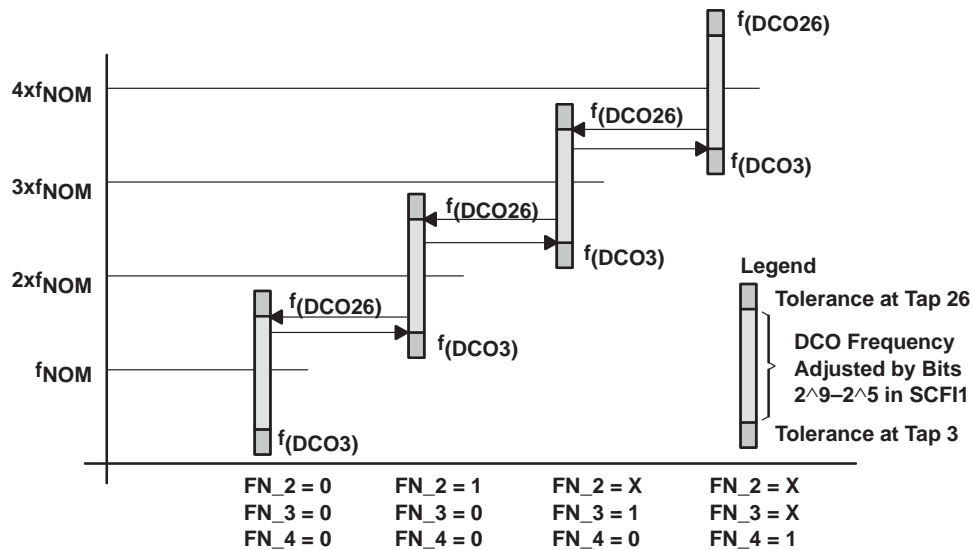 f(DCO26)
4xfNOM
f(DCO26)
f(DCO3)
3xfNOM
f(DCO26)
f(DCO3)
2xfNOM
Legend
f(DCO26)
Tolerance at Tap 26
f(DCO3)
DCO Frequency
Adjusted by Bits
2^9–2^5 in SCFI1
fNOM
Tolerance at Tap 3
f(DCO3)
FN_2 = 0 FN_2 = 1 FN_2 = X FN_2 = X
FN_3 = 0 FN_3 = 0 FN_3 = 1 FN_3 = X
FN_4 = 0 FN_4 = 0 FN_4 = 0 FN_4 = 1